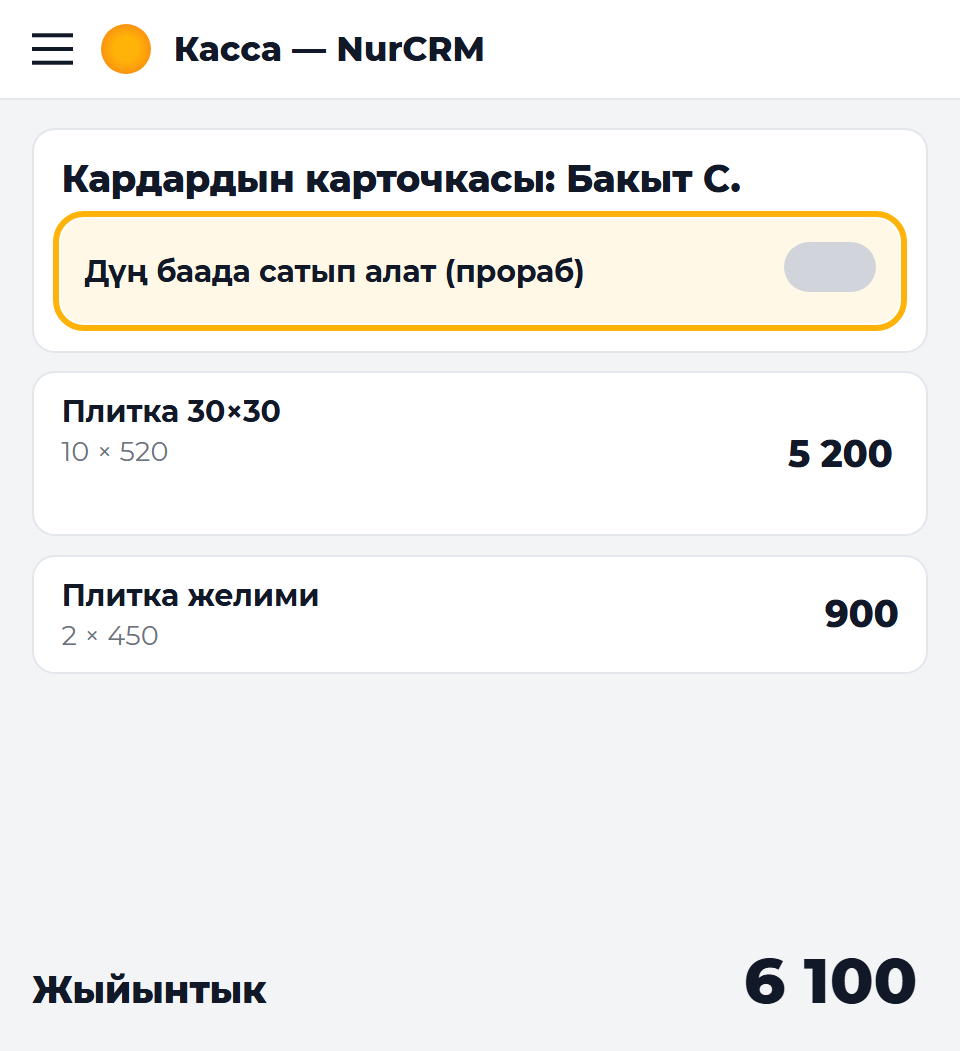 Касса — NurCRM
Кардардын карточкасы: Бакыт С.
Дүң баада сатып алат (прораб)
Плитка 30×30
10 × 520
5 200
Плитка желими
2 × 450
900
Жыйынтык
6 100